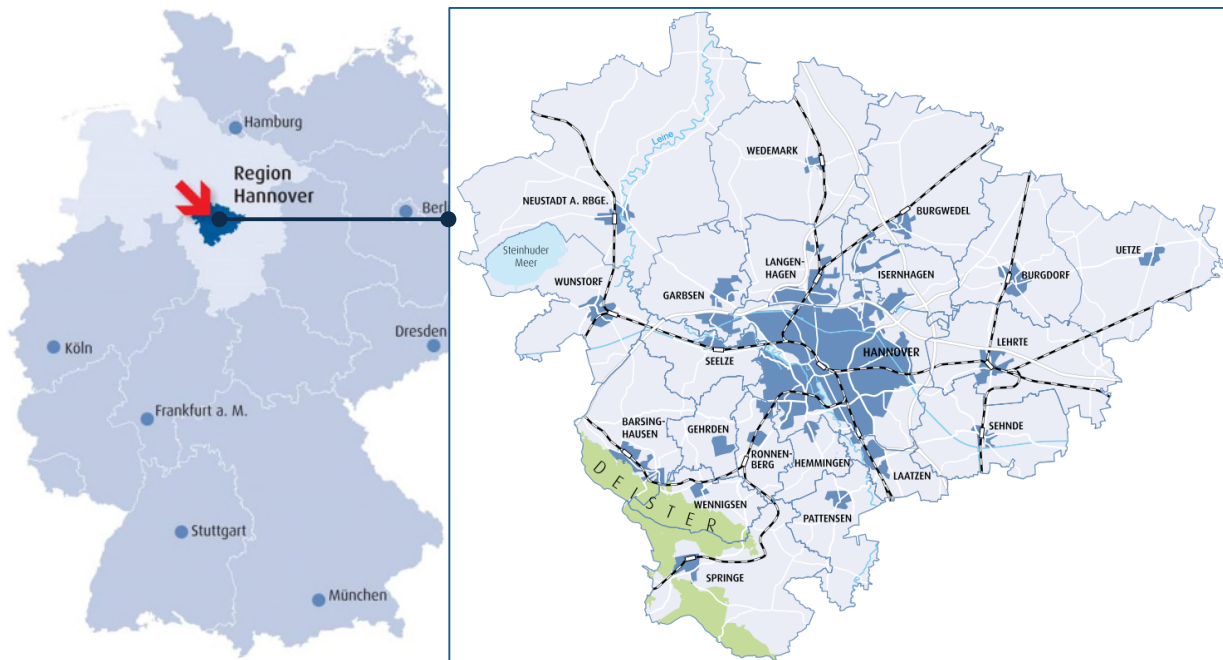 Hamburg
Region
Hannover
Berl
Dresden
Köln
Frankfurt a. M.
Stuttgart
München
Leine
WEDEMARK
NEUSTADT A. RBGE.
BURGWEDEL
Steinhuder
Meer
LANGEN-
HAGEN
ISERNHAGEN
UETZE
BURGDORF
WUNSTORF
GARBSEN
HANNOVER
LEHRTE
SEELZE
BARSING-
HAUSEN
GEHRDEN
RONNEN-
BERG
HEMMINGEN
SEHNDE
LAATZEN
DEISTER
WENNIGSEN
PATTENSEN
SPRINGE